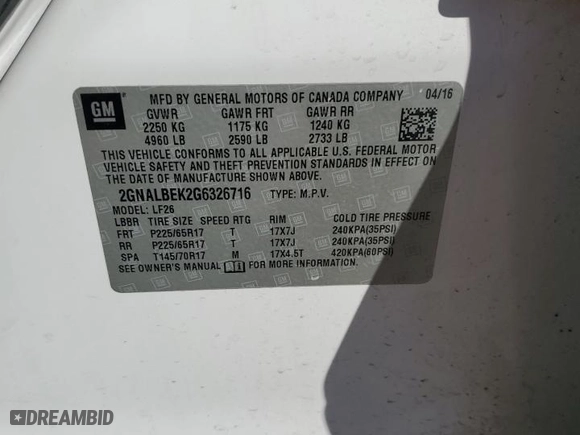 GM
MFD BY GENERAL MOTORS OF CANADA COMPANY 04/16
GVWR GAWR FRT GAWR RR
2250 KG 1175 KG 1240 KG
4960 LB 2590 LB 2733 LB
THIS VEHICLE CONFORMS TO ALL APPLICABLE U.S. FEDERAL MOTOR
VEHICLE SAFETY AND THEFT PREVENTION STANDARDS IN EFFECT ON THE
DATE OF MANUFACTURE SHOWN ABOVE.
2GNALBEK2G6326716 TYPE: M.P.V.
MODEL: LF26
LBBR TIRE SIZE SPEED RTG RIM COLD TIRE PRESSURE
FRT P225/65R17 T 17X7J 240KPA(35PSI)
RR P225/65R17 T 17X7J 240KPA(35PSI)
SPA T145/70R17 M 17X4.5T 420KPA(60PSI)
SEE OWNER'S MANUAL FOR MORE INFORMATION.
DREAMBID